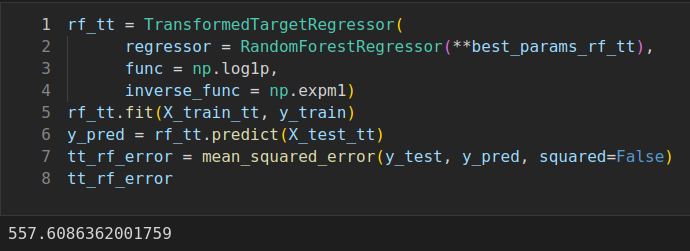 1 rf_tt = TransformedTargetRegressor(
2 regressor = RandomForestRegressor(**best_params_rf_tt),
3 func = np.log1p,
4 inverse_func = np.expm1)
5 rf_tt.fit(X_train_tt, y_train)
6 y_pred = rf_tt.predict(X_test_tt)
7 tt_rf_error = mean_squared_error(y_test, y_pred, squared=False)
8 tt_rf_error
557.6086362001759